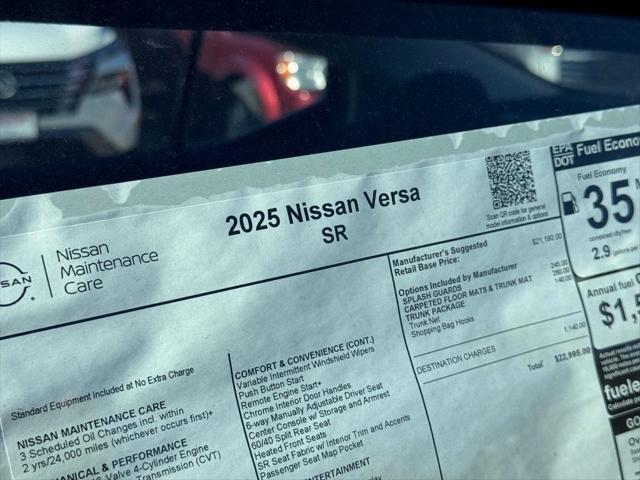 2025 Nissan Versa
SR
Nissan
Maintenance
Care
Scan QR code for general
model information & options
Manufacturer's Suggested
Retail Base Price: $21,190.00
Options Included by Manufacturer
SPLASH GUARDS 245.00
CARPETED FLOOR MATS & TRUNK MAT 280.00
TRUNK PACKAGE 140.00
Trunk Net
Shopping Bag Hooks
DESTINATION CHARGES 1,140.00
Total $22,995.00
Standard Equipment Included at No Extra Charge
NISSAN MAINTENANCE CARE
3 Scheduled Oil Changes incl. within
2 yrs/24,000 miles (whichever occurs first)+
& PERFORMANCE
Valve 4-Cylinder Engine
Transmission (CVT)
COMFORT & CONVENIENCE (CONT.)
Variable Intermittent Windshield Wipers
Push Button Start
Remote Engine Start+
Chrome Interior Door Handles
6-way Manually Adjustable Driver Seat
Center Console w/ Storage and Armrest
60/40 Split Rear Seat
Heated Front Seats
SR Seat Fabric w/ Interior Trim and Accents
Passenger Seat Map Pocket
EPA
DOT Fuel
Fuel Economy
35
combined city/hwy
2.9
Annual fuel